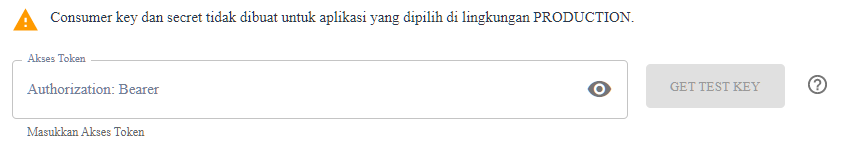 Consumer key dan secret tidak dibuat untuk aplikasi yang dipilih di lingkungan PRODUCTION.
Akses Token
Authorization: Bearer
GET TEST KEY
Masukkan Akses Token